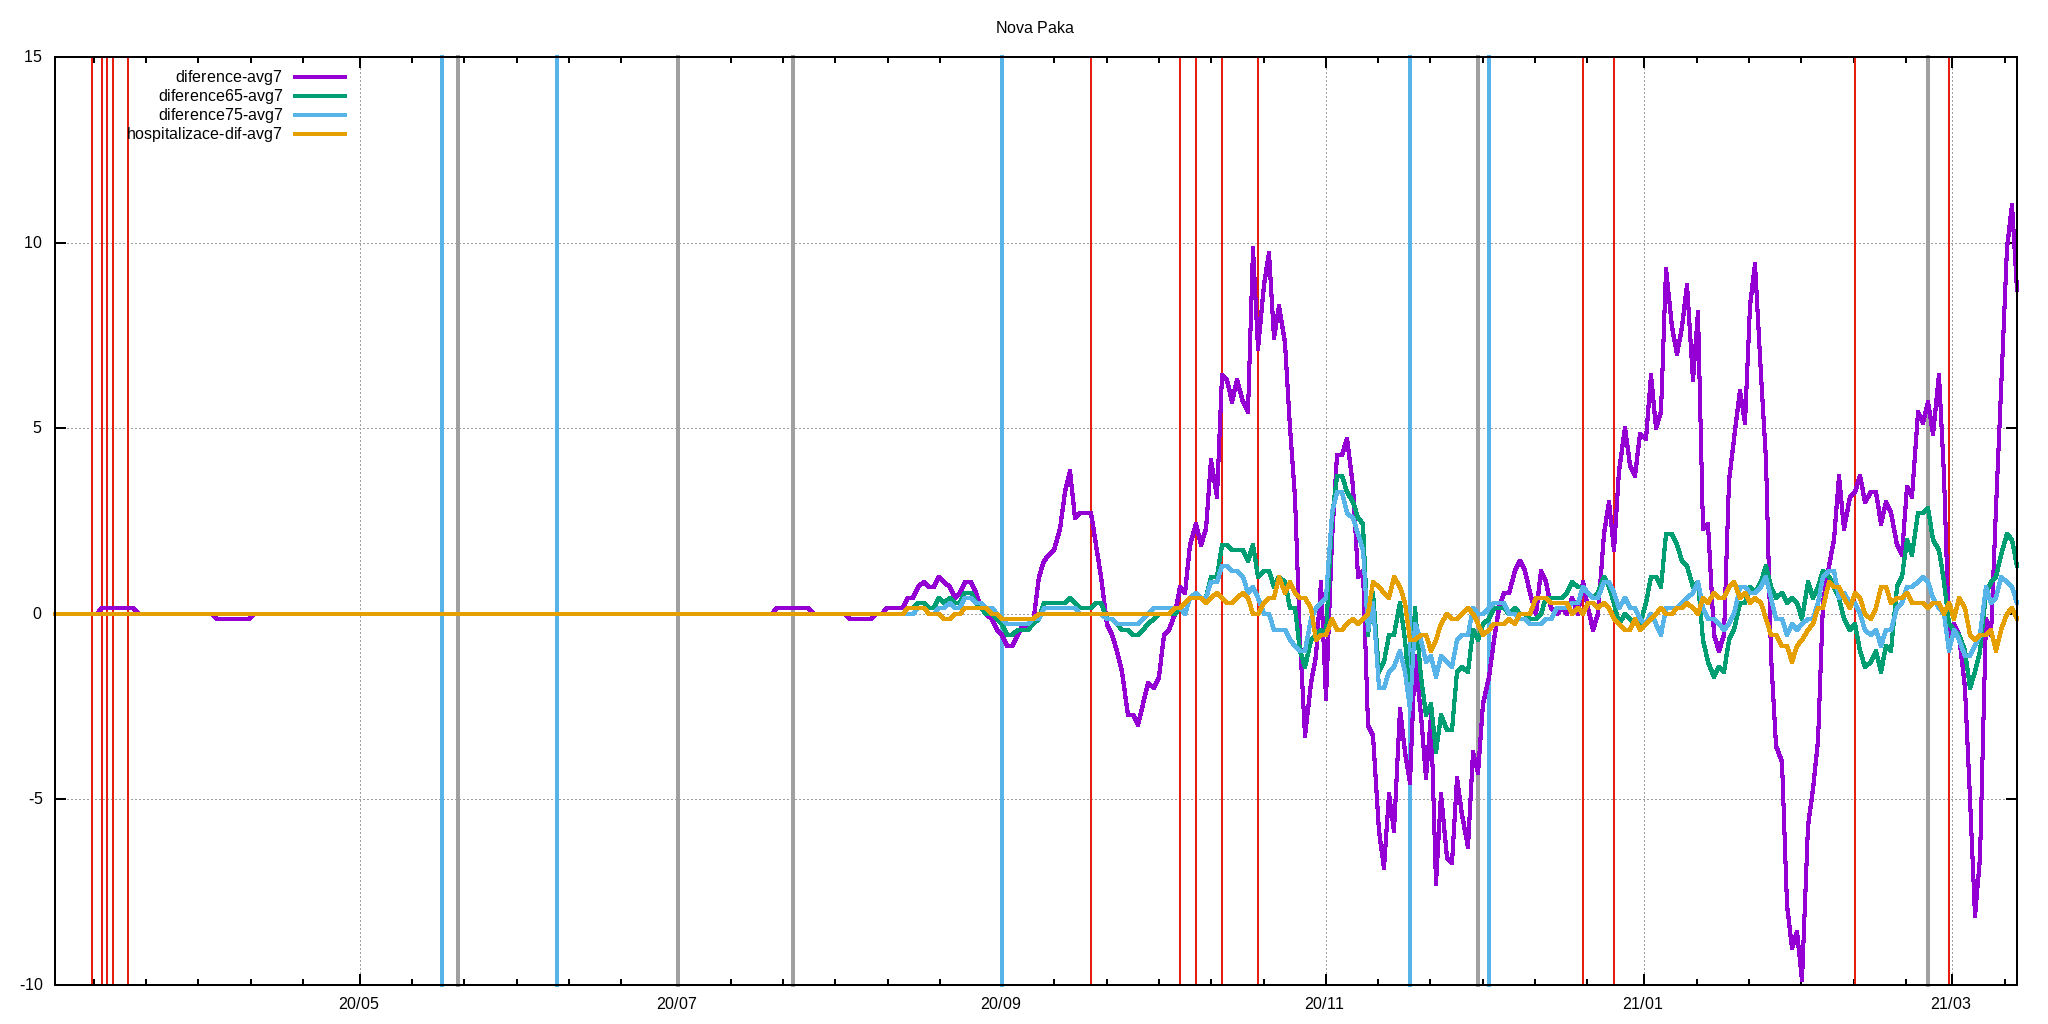 Nova Paka
15
diference-avg7
diference65-avg7
diference75-avg7
hospitalizace-dif-avg7
10
5
0
-5
-10
20/05
20/07
20/09
20/11
21/01
21/03